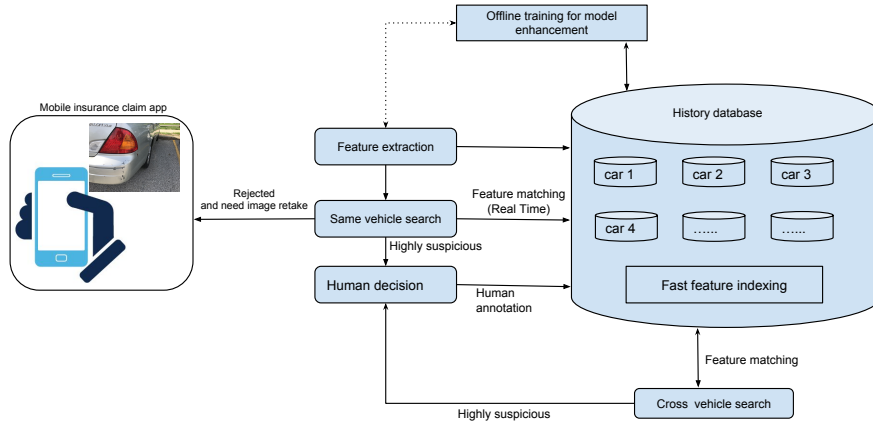 Offline training for model
enhancement
Mobile insurance claim app
History database
Feature extraction
car 1
car 2
car 3
Rejected
and need image retake
Feature matching
(Real Time)
Same vehicle search
car 4
…...
…...
Highly suspicious
Human decision
Human
annotation
Fast feature indexing
Feature matching
Highly suspicious
Cross vehicle search